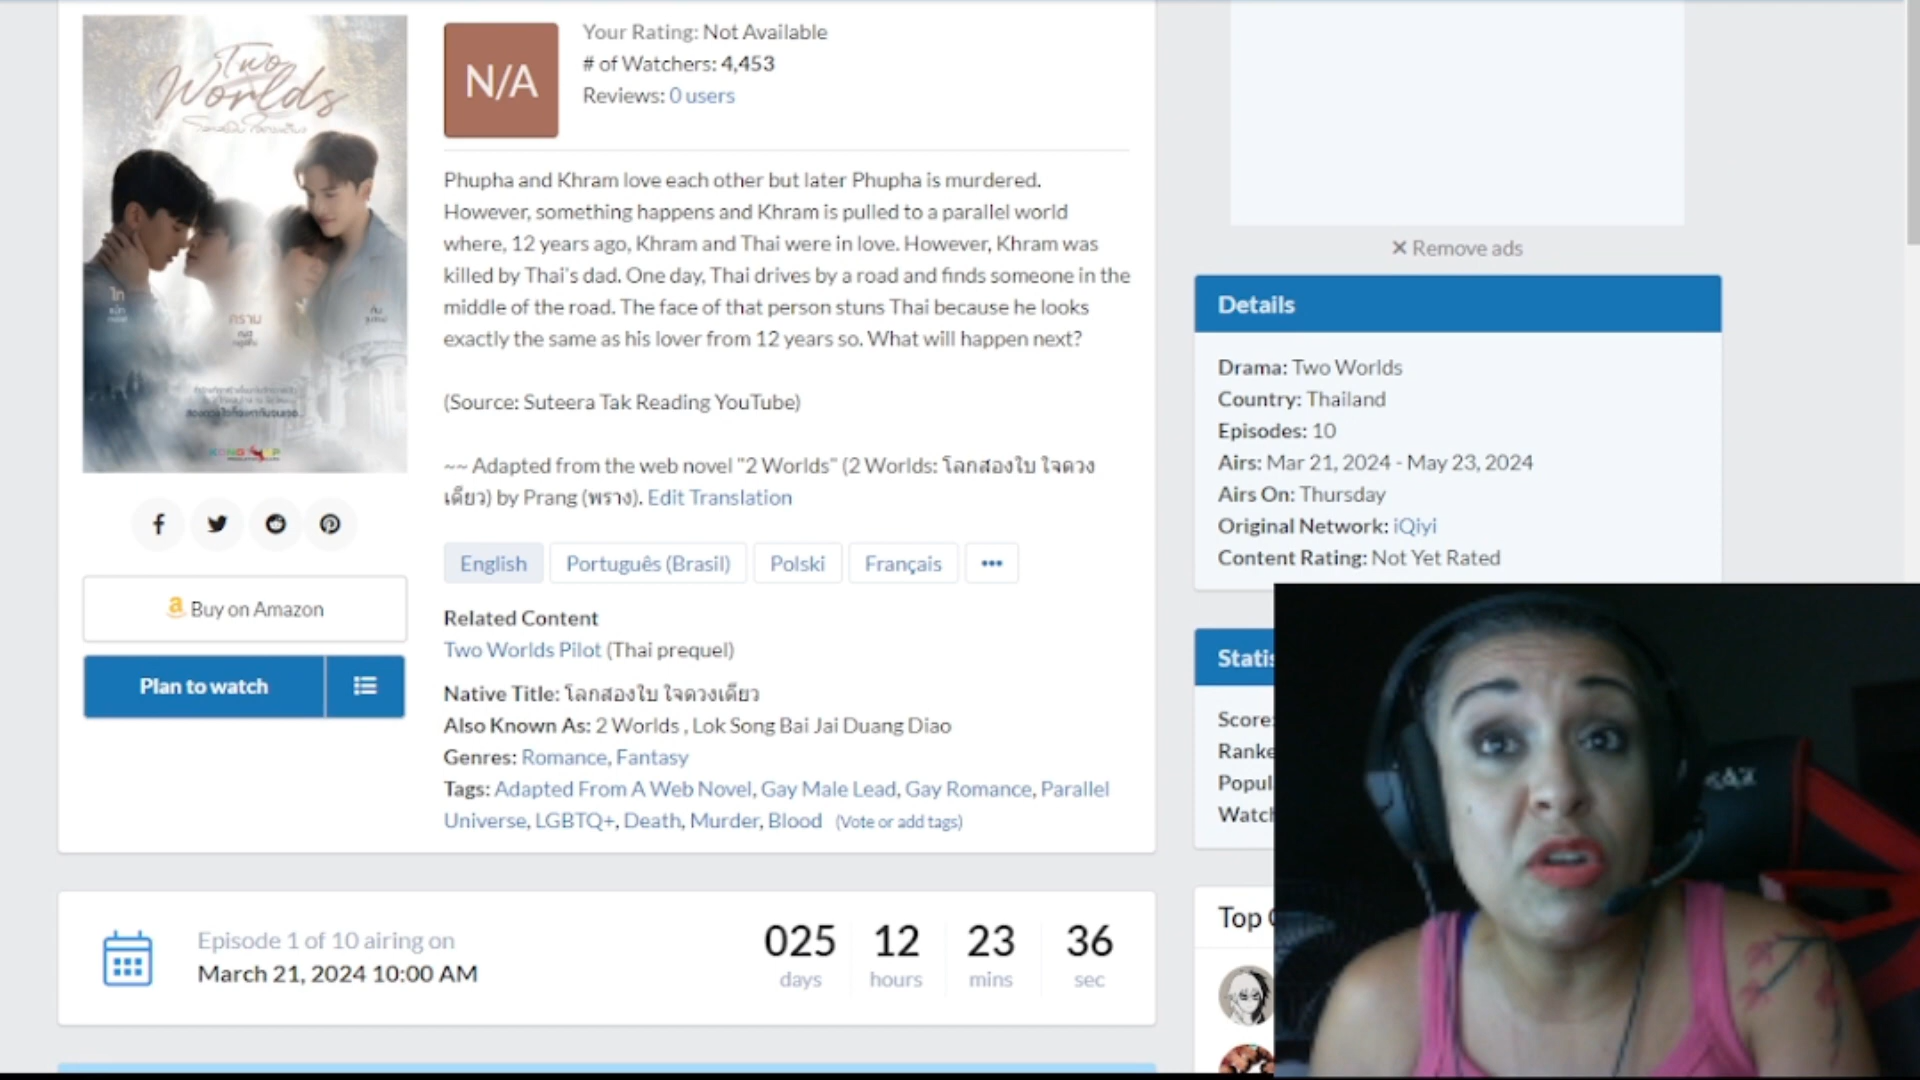 Two
Worlds
N/A
Your Rating: Not Available
# of Watchers: 4,453
Reviews: 0 users
Phupha and Khram love each other but later Phupha is murdered.
However, something happens and Khram is pulled to a parallel world
where, 12 years ago, Khram and Thai were in love. However, Khram was
killed by Thai's dad. One day, Thai drives by a road and finds someone in the
middle of the road. The face of that person stuns Thai because he looks
exactly the same as his lover from 12 years so. What will happen next?
(Source: Suteera Tak Reading YouTube)
~~ Adapted from the web novel "2 Worlds" (2 Worlds: โลกสองใบ ใจดวง
เดียว) by Prang (พราง). Edit Translation
English
Português (Brasil)
Polski
Français
•••
Buy on Amazon
Plan to watch
Related Content
Two Worlds Pilot (Thai prequel)
Native Title: โลกสองใบ ใจดวงเดียว
Also Known As: 2 Worlds , Lok Song Bai Jai Duang Diao
Genres: Romance, Fantasy
Tags: Adapted From A Web Novel, Gay Male Lead, Gay Romance, Parallel
Universe, LGBTQ+, Death, Murder, Blood (Vote or add tags)
Episode 1 of 10 airing on
March 21, 2024 10:00 AM
025 12 23 36
days hours mins sec
✕ Remove ads
Details
Drama: Two Worlds
Country: Thailand
Episodes: 10
Airs: Mar 21, 2024 - May 23, 2024
Airs On: Thursday
Original Network: iQiyi
Content Rating: Not Yet Rated
Statis
Score:
Ranke
Popul
Watch
Top